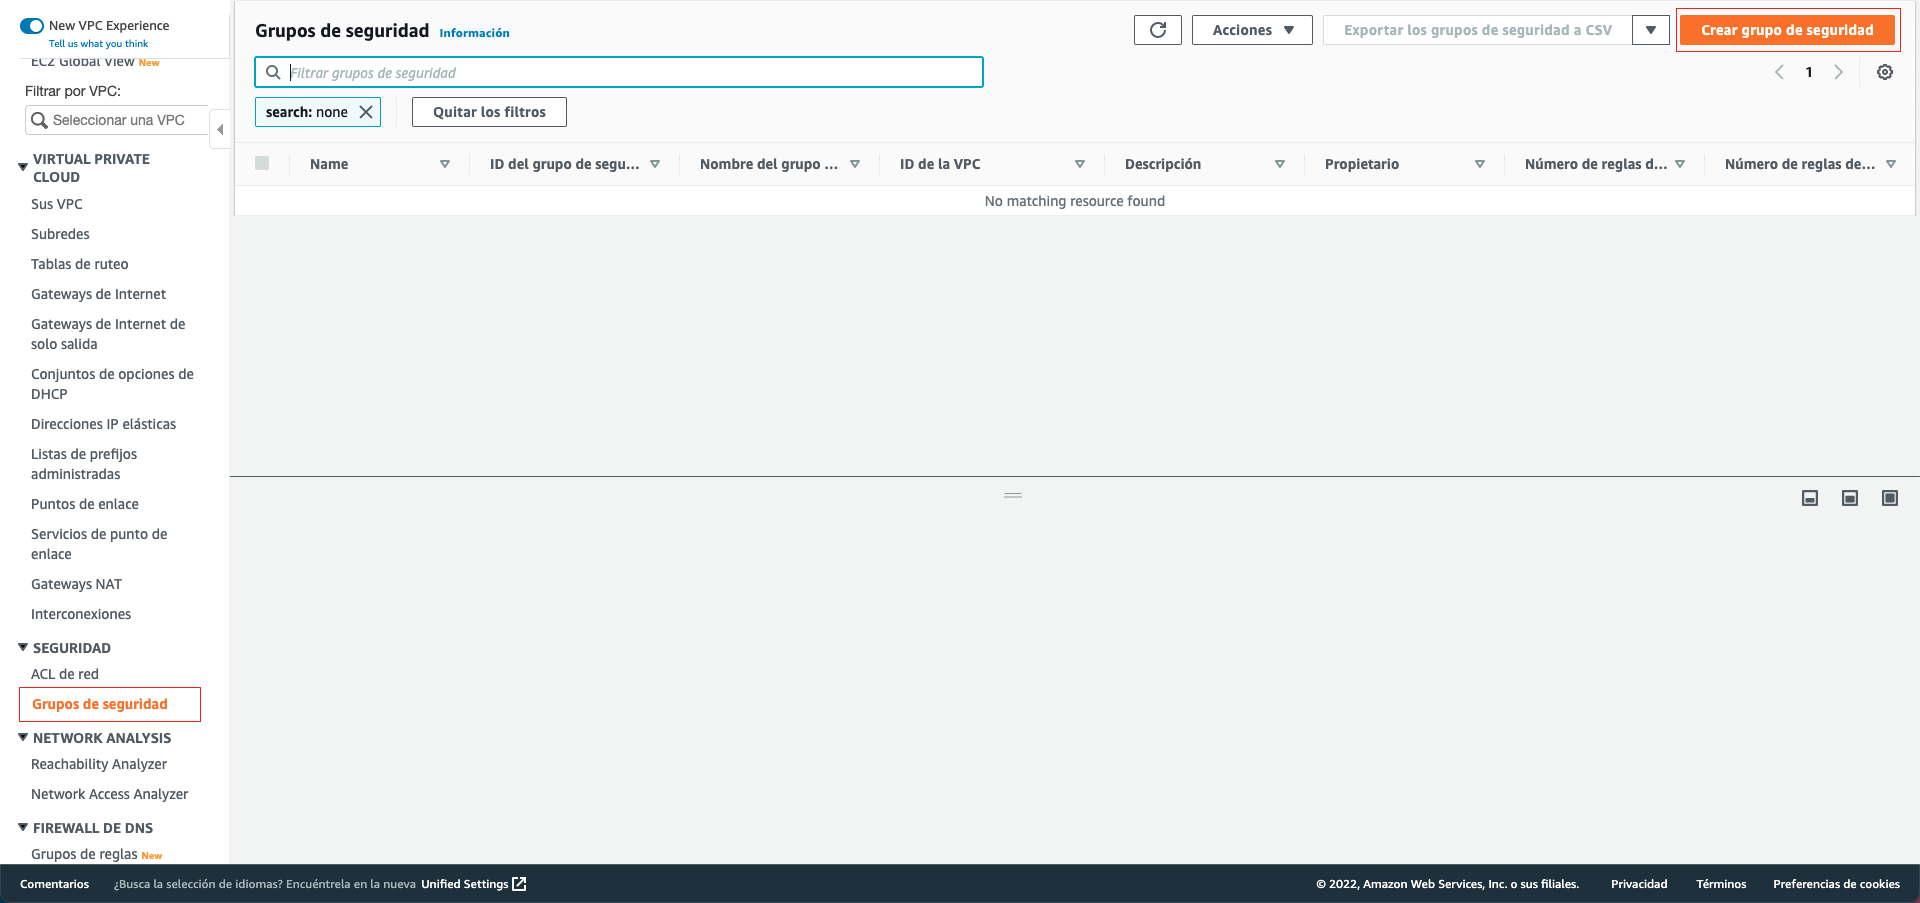 New VPC Experience
Tell us what you think
EC2 Global View New
Filtrar por VPC:
Seleccionar una VPC
VIRTUAL PRIVATE
CLOUD
Sus VPC
Subredes
Tablas de ruteo
Gateways de Internet
Gateways de Internet de
solo salida
Conjuntos de opciones de
DHCP
Direcciones IP elásticas
Listas de prefijos
administradas
Puntos de enlace
Servicios de punto de
enlace
Gateways NAT
Interconexiones
SEGURIDAD
ACL de red
Grupos de seguridad
NETWORK ANALYSIS
Reachability Analyzer
Network Access Analyzer
FIREWALL DE DNS
Grupos de reglas New
Grupos de seguridad Información
Acciones
Exportar los grupos de seguridad a CSV
Crear grupo de seguridad
Filtrar grupos de seguridad
1
search: none
Quitar los filtros
Name ID del grupo de segu... Nombre del grupo ... ID de la VPC Descripción Propietario Número de reglas d... Número de reglas de...
No matching resource found
Comentarios ¿Busca la selección de idiomas? Encuéntrela en la nueva Unified Settings © 2022, Amazon Web Services, Inc. o sus filiales. Privacidad Términos Preferencias de cookies